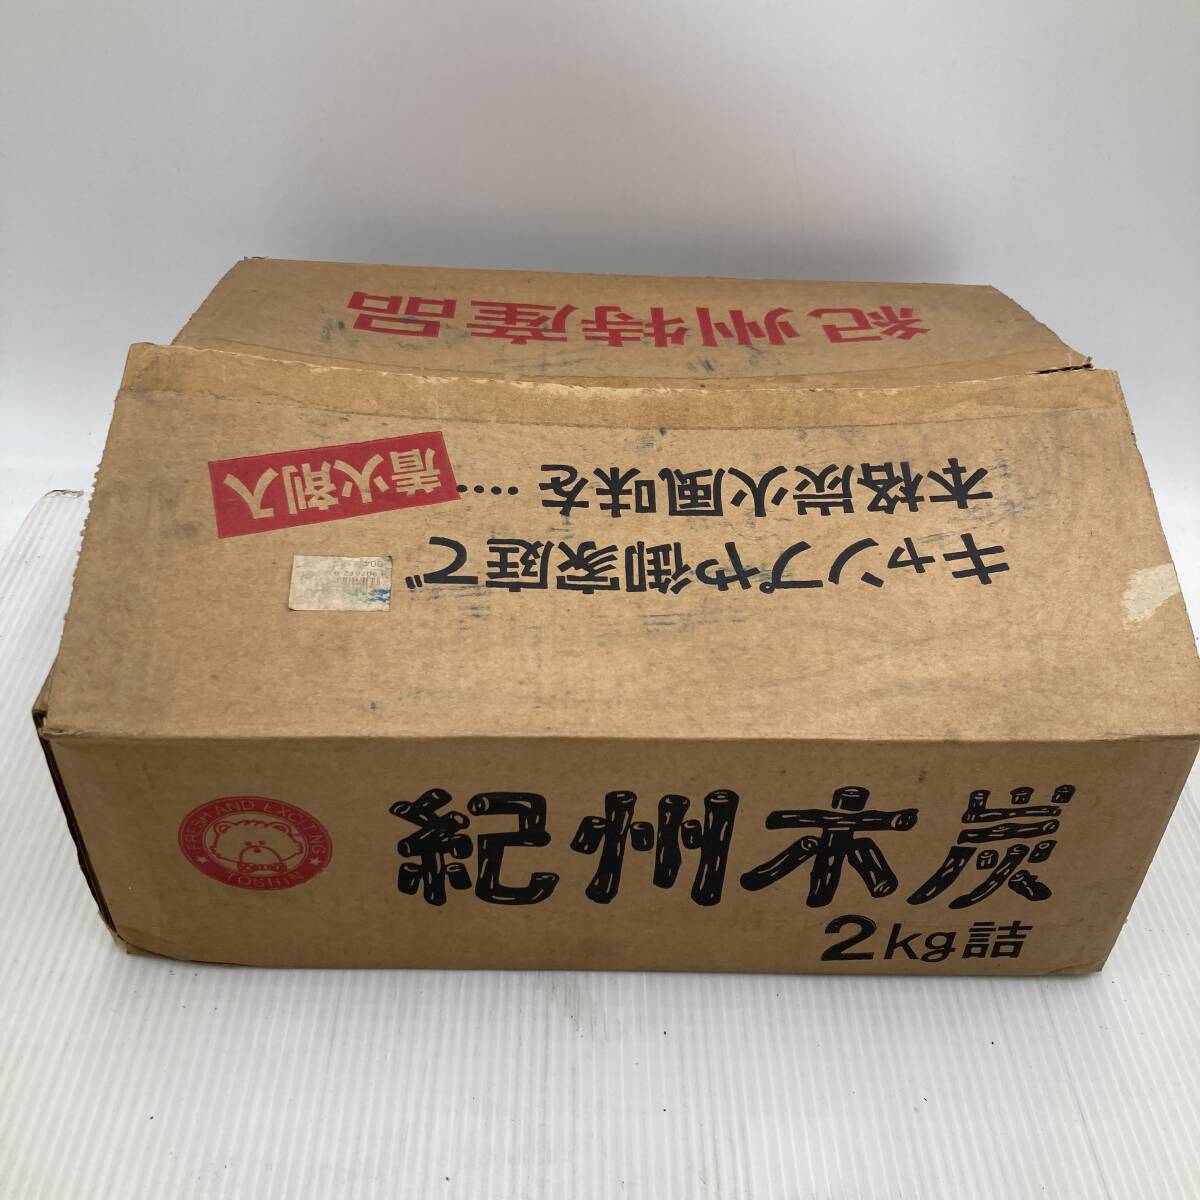 紀州特産品
キャンプや御家庭で
本格炭火風味を‥‥
着火剤入
FRESH AND EXCITING
TOSHIN
紀州木炭
2kg詰